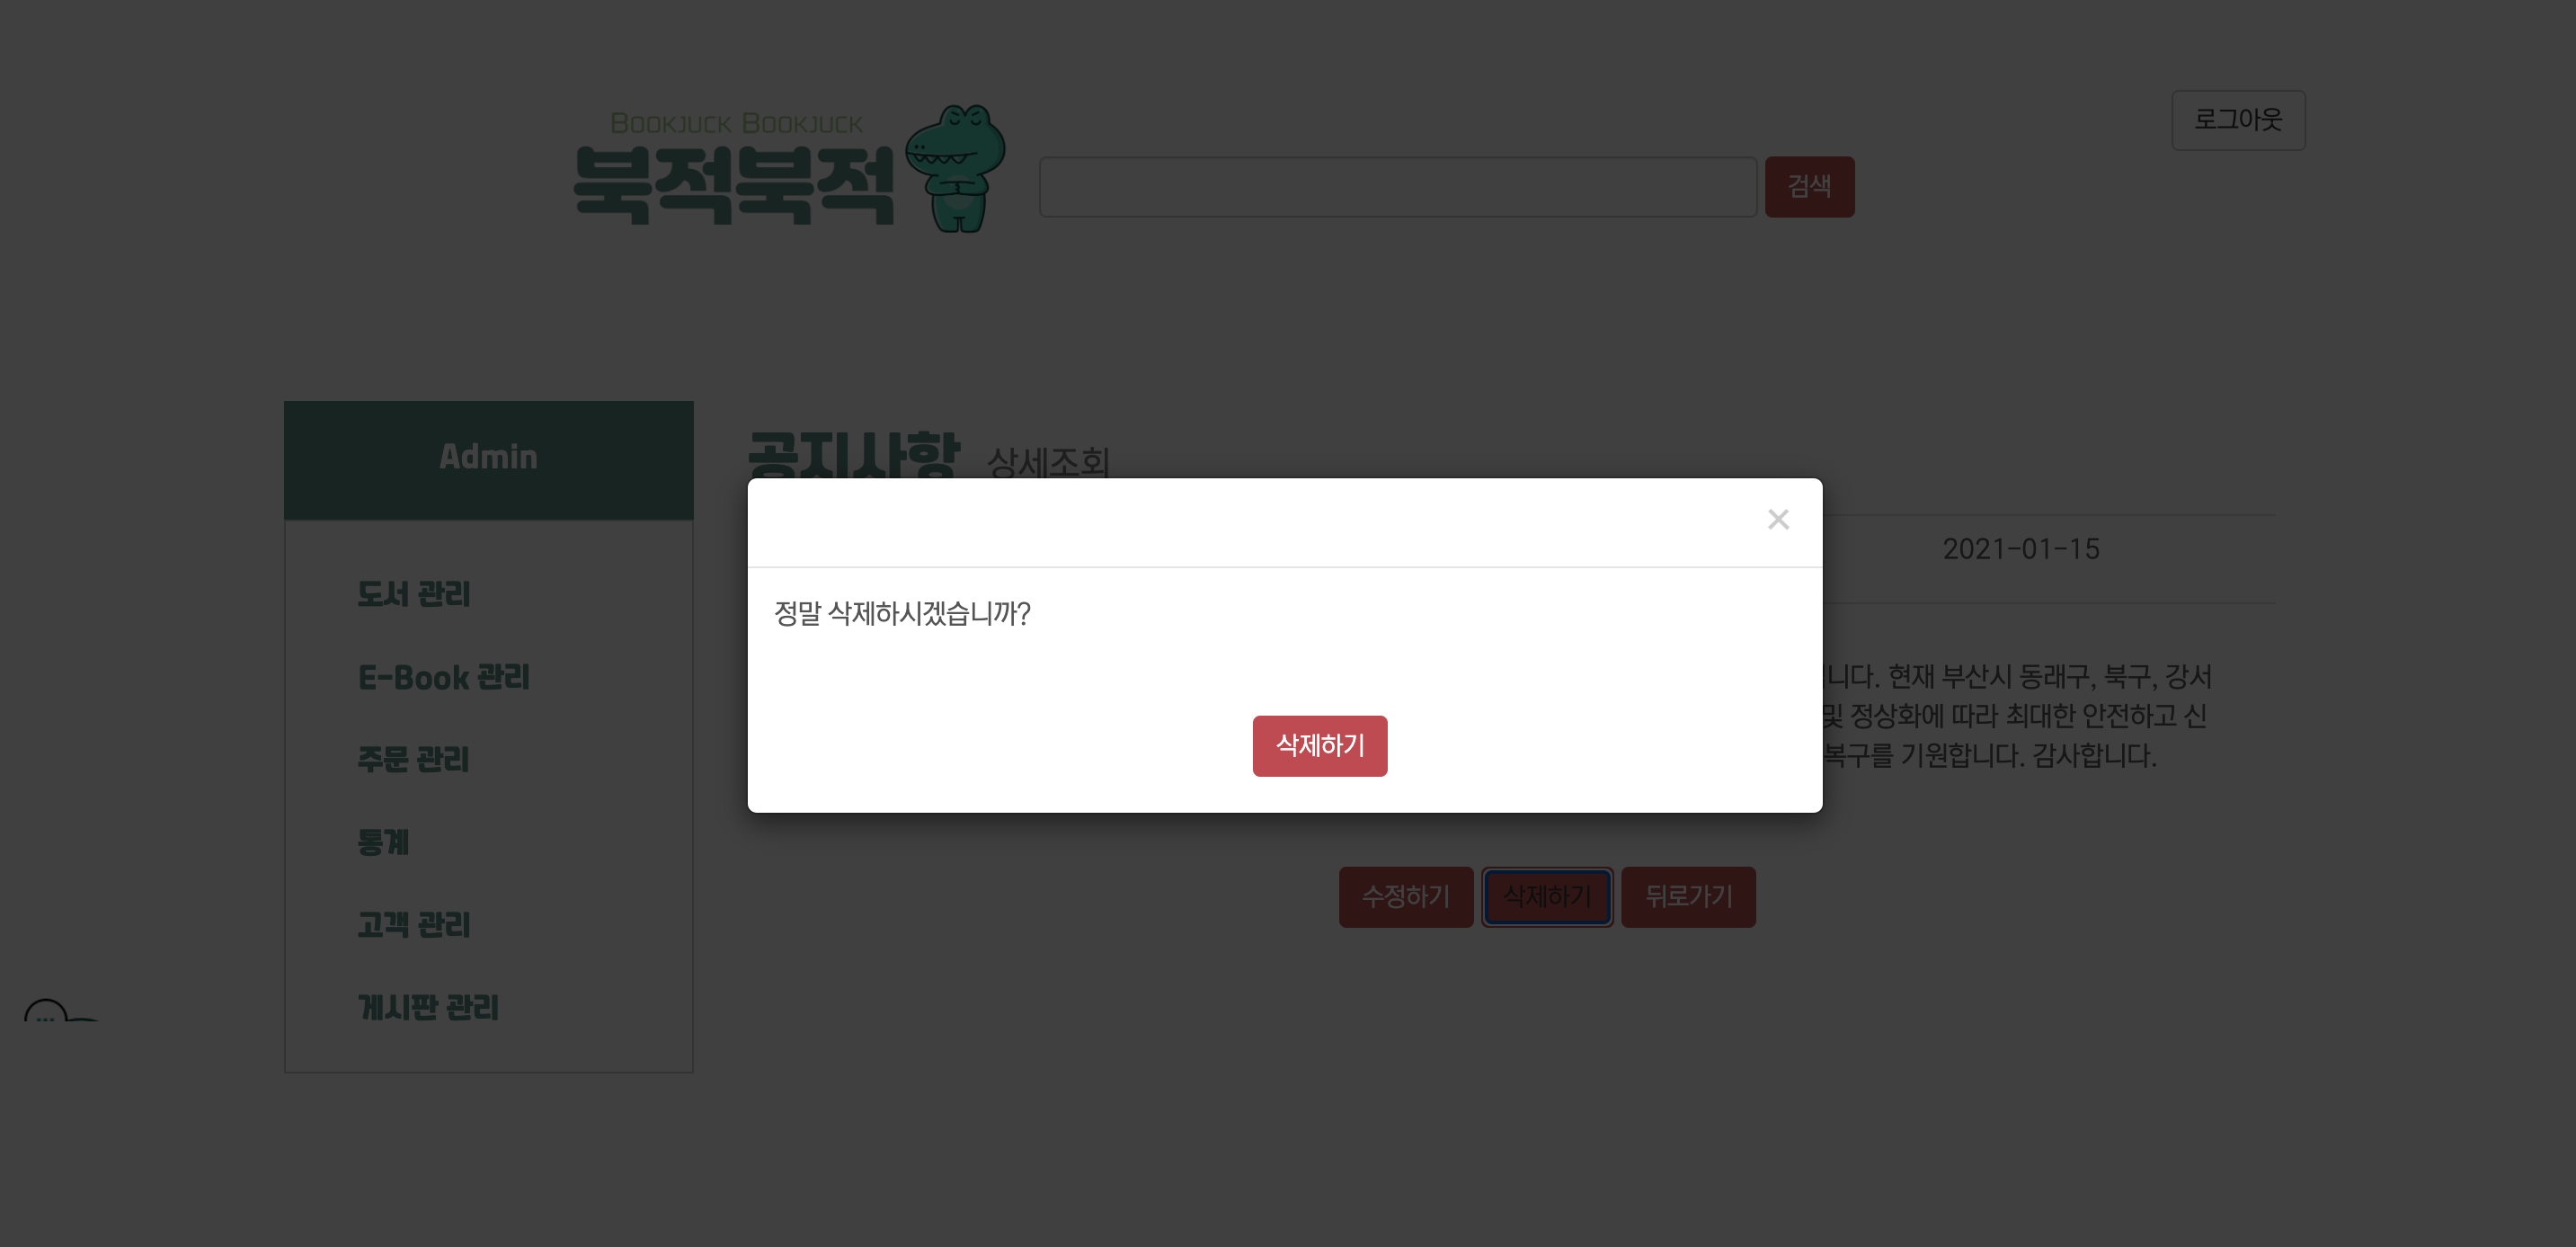 로그아웃
BOOKJUCK BOOKJUCK
북적북적
검색
Admin
공지사항 상세조회
×
2021-01-15
도서 관리
정말 삭제하시겠습니까?
E-Book 관리
니다. 현재 부산시 동래구, 북구, 강서
및 정상화에 따라 최대한 안전하고 신
삭제하기
주문 관리
복구를 기원합니다. 감사합니다.
통계
수정하기 삭제하기 뒤로가기
고객 관리
게시판 관리